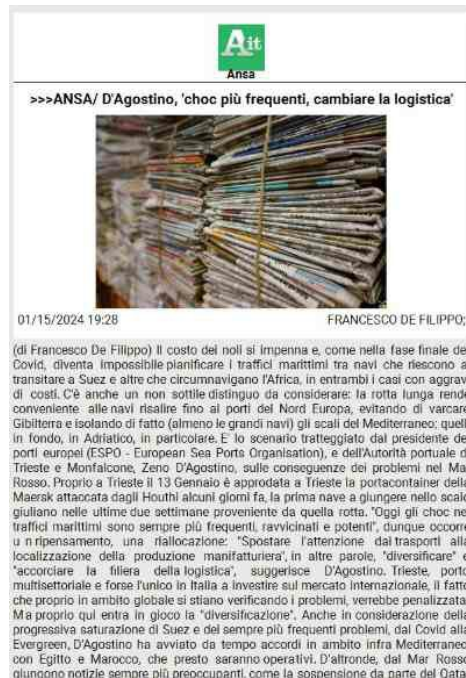 Ait
Ansa
>>>ANSA/ D'Agostino, 'choc più frequenti, cambiare la logistica'
01/15/2024 19:28
FRANCESCO DE FILIPPO;
(di Francesco De Filippo) Il costo dei noli si impenna e, come nella fase finale de
Covid, diventa impossibile pianificare i traffici marittimi tra navi che riescono a
transitare a Suez e altre che circumnavigano l'Africa, in entrambi i casi con aggrav
di costi. C'è anche un non sottile distinguo da considerare: la rotta lunga rende
conveniente alle navi risalire fino ai porti del Nord Europa, evitando di varcare
Gibilterra e isolando di fatto (almeno le grandi navi) gli scali del Mediterraneo; quell
in fondo, in Adriatico, in particolare. E' lo scenario tratteggiato dal presidente de
porti europei (ESPO - European Sea Ports Organisation), e dell'Autorità portuale d
Trieste e Monfalcone, Zeno D'Agostino, sulle conseguenze dei problemi nel Ma
Rosso. Proprio a Trieste il 13 Gennaio è approdata a Trieste la portacontainer della
Maersk attaccata dagli Houthi alcuni giorni fa, la prima nave a giungere nello scalo
giuliano nelle ultime due settimane proveniente da quella rotta. "Oggi gli choc ne
traffici marittimi sono sempre più frequenti, ravvicinati e potenti", dunque occorre
u n ripensamento, una riallocazione: "Spostare l'attenzione dai trasporti alla
localizzazione della produzione manifatturiera", in altre parole, "diversificare" e
"accorciare la filiera della logistica", suggerisce D'Agostino. Trieste, porto
multisettoriale e forse l'unico in Italia a investire sul mercato internazionale, il fatto
che proprio in ambito globale si stiano verificando i problemi, verrebbe penalizzata.
M a proprio qui entra in gioco la "diversificazione". Anche in considerazione della
progressiva saturazione di Suez e dei sempre più frequenti problemi, dal Covid alla
Evergreen, D'Agostino ha avviato da tempo accordi in ambito infra Mediterraneo
con Egitto e Marocco, che presto saranno operativi. D'altronde, dal Mar Rosso
giungono notizie sempre più preoccupanti, come la sospensione da parte del Qata